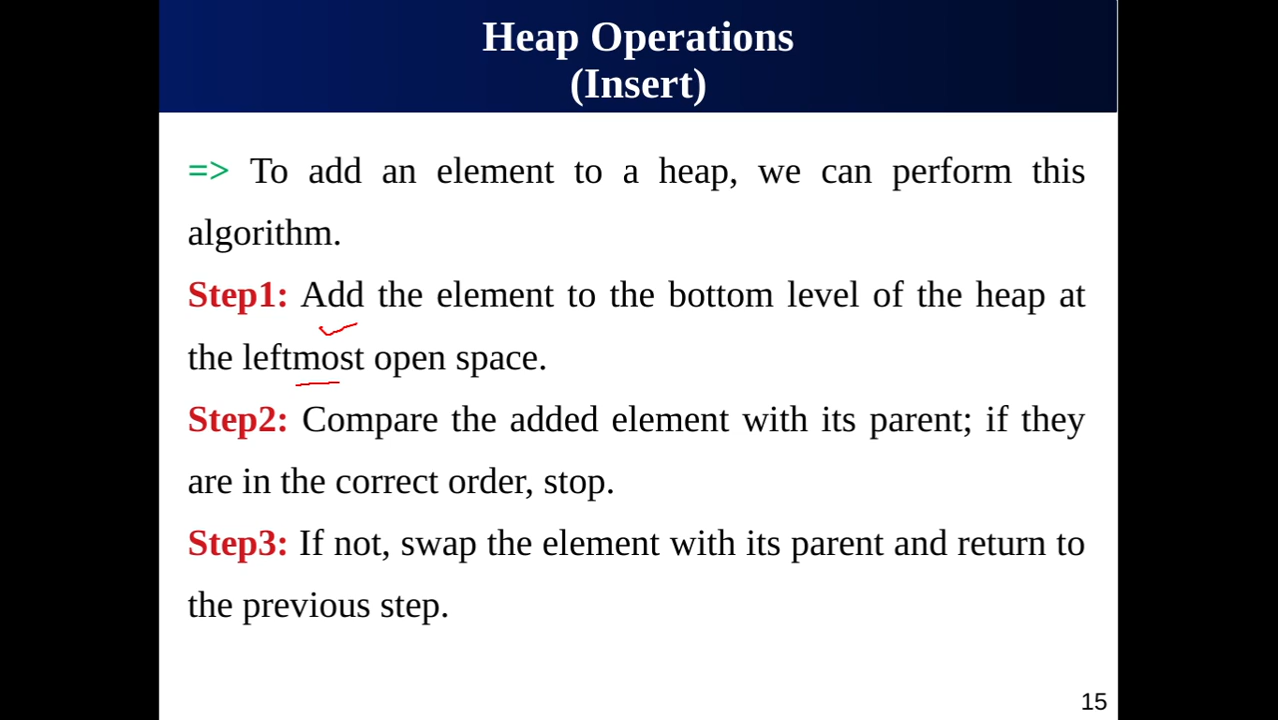 Heap Operations
(Insert)
=> To add an element to a heap, we can perform this
algorithm.
Step1: Add the element to the bottom level of the heap at
the leftmost open space.
Step2: Compare the added element with its parent; if they
are in the correct order, stop.
Step3: If not, swap the element with its parent and return to
the previous step.
15